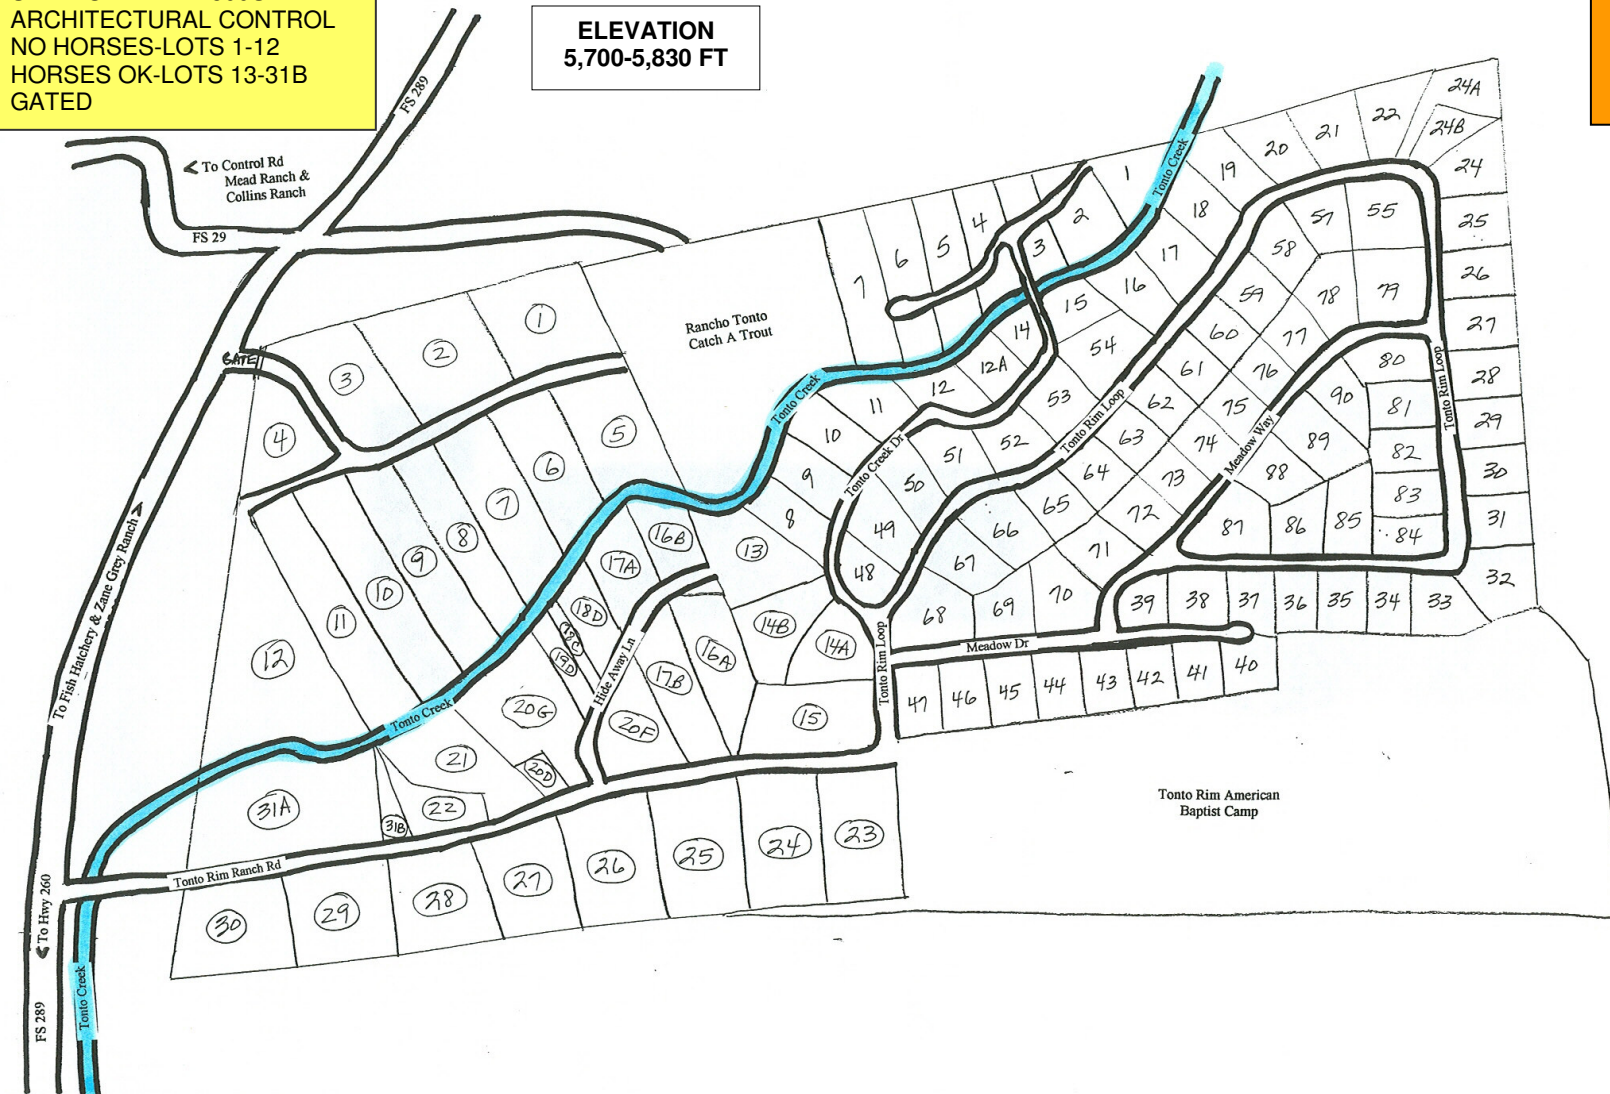 ARCHITECTURAL CONTROL
NO HORSES-LOTS 1-12
HORSES OK-LOTS 13-31B
GATED
ELEVATION
5,700-5,830 FT
FS 289
To Control Rd
Mead Ranch &
Collins Ranch
FS 29
GATE
To Fish Hatchery & Zane Grey Ranch
To Hwy 260
FS 289
Tonto Creek
Rancho Tonto
Catch A Trout
Tonto Creek
Tonto Creek
Tonto Creek
Tonto Creek Dr
Tonto Rim Loop
Tonto Rim Loop
Tonto Rim Loop
Meadow Way
Meadow Dr
Hide Away Ln
Tonto Rim Ranch Rd
Tonto Rim American
Baptist Camp
1
2
3
4
5
6
7
8
9
10
11
12
13
14A
14B
15
16A
16B
17A
17B
18D
18C
19D
20G
20F
20D
21
22
23
24
25
26
27
28
29
30
31A
31B
1
2
3
4
5
6
7
8
9
10
11
12
12A
14
15
16
17
18
19
20
21
22
24A
24B
24
25
26
27
28
29
30
31
32
33
34
35
36
37
38
39
40
41
42
43
44
45
46
47
48
49
50
51
52
53
54
55
57
58
59
60
61
62
63
64
65
66
67
68
69
70
71
72
73
74
75
76
77
78
79
80
81
82
83
84
85
86
87
88
89
90